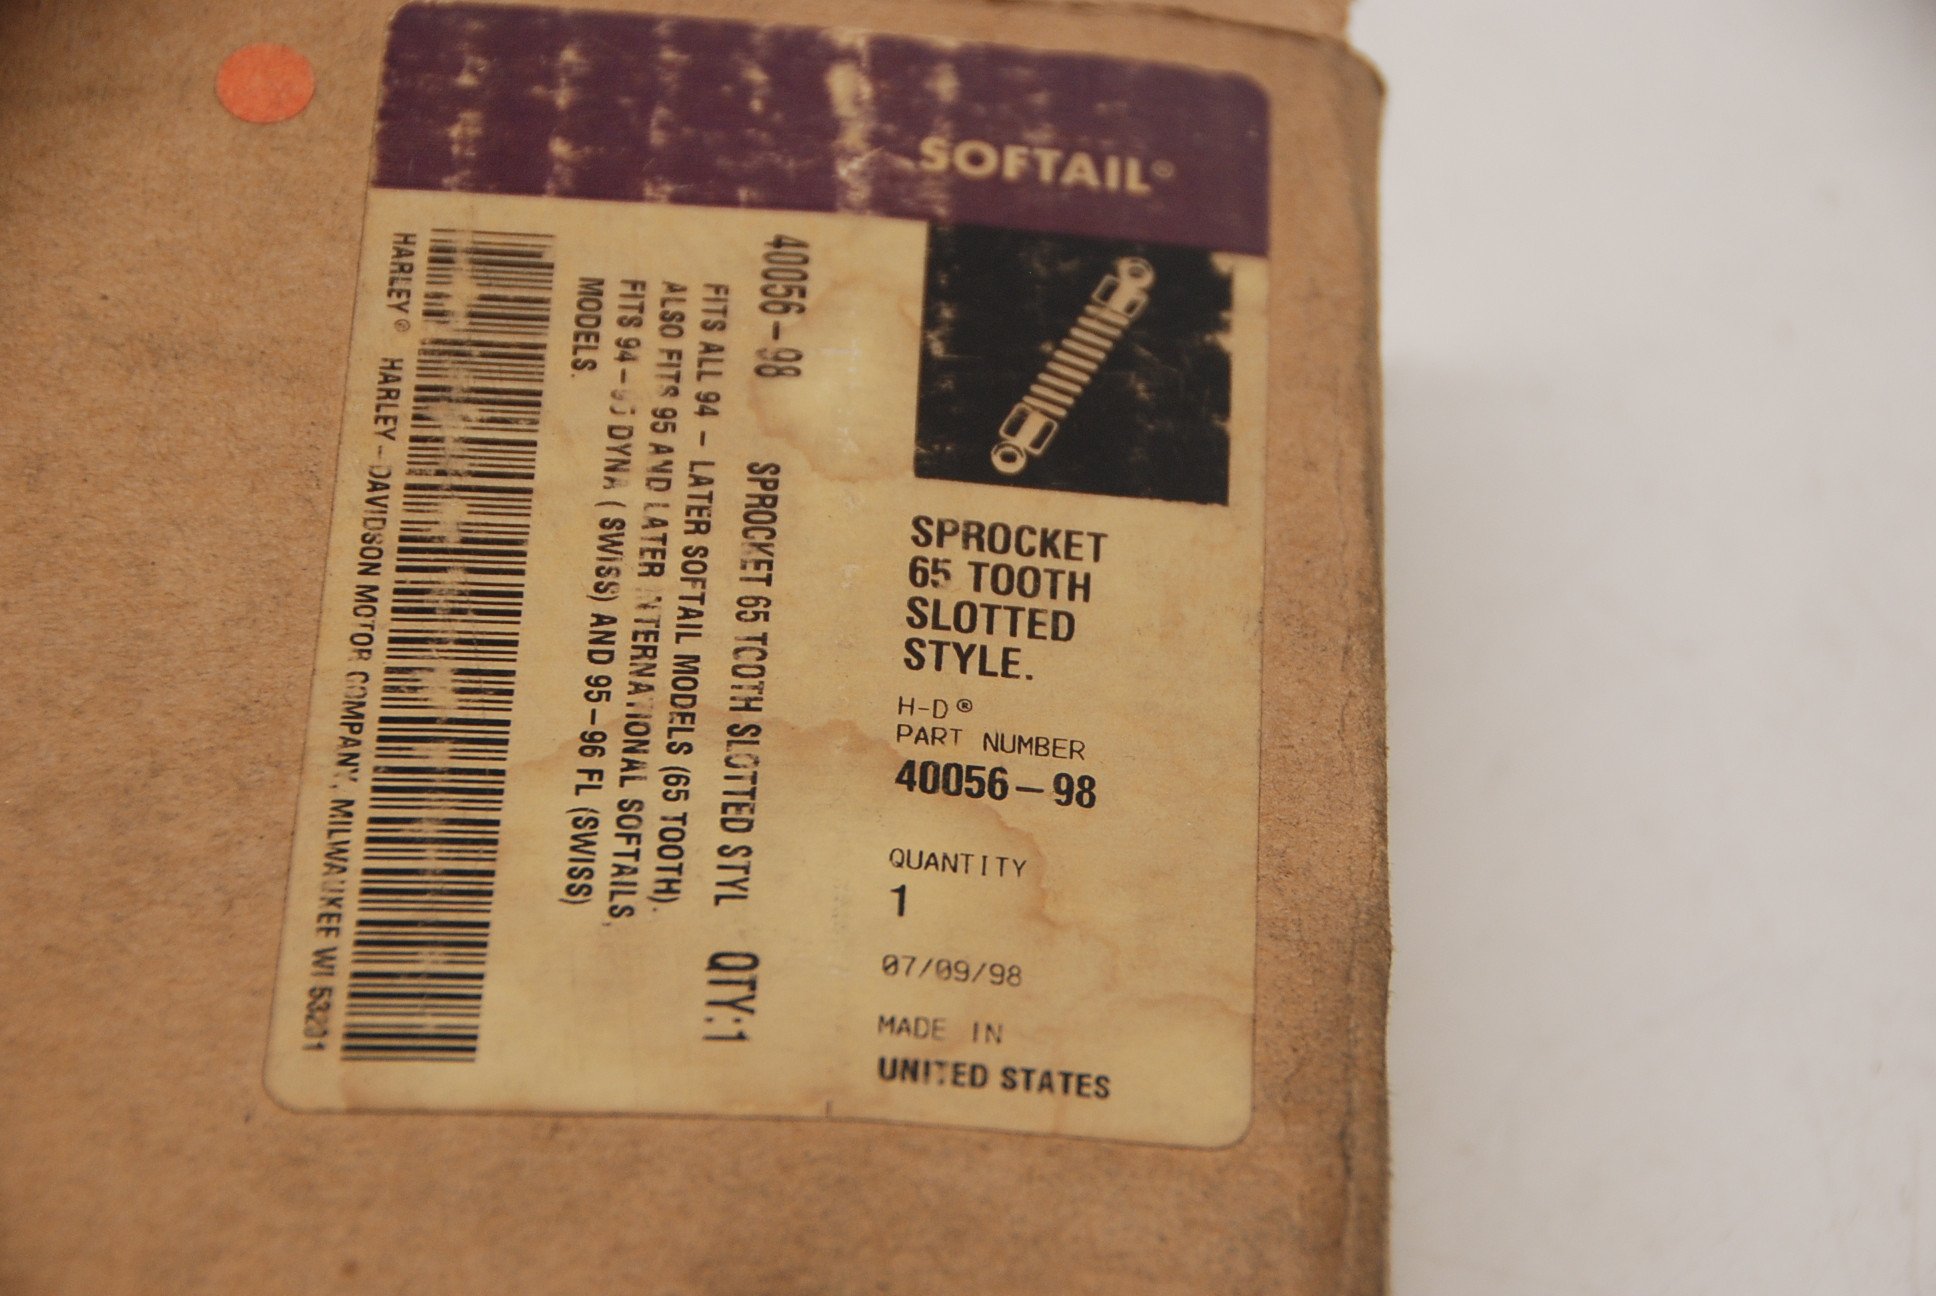 SOFTAIL®
SPROCKET
65 TOOTH
SLOTTED
STYLE.
H-D®
PART NUMBER
40056-98
QUANTITY
1
07/09/98
MADE IN
UNITED STATES
40056-98 SPROCKET 65 TOOTH SLOTTED STYL QTY:1
FITS ALL 94 - LATER SOFTAIL MODELS (65 TOOTH).
ALSO FITS 95 AND LATER INTERNATIONAL SOFTAILS,
FITS 94- DYNA ( SWISS) AND 95-96 FL (SWISS)
MODELS.
HARLEY® HARLEY-DAVIDSON MOTOR COMPANY, MILWAUKEE WI